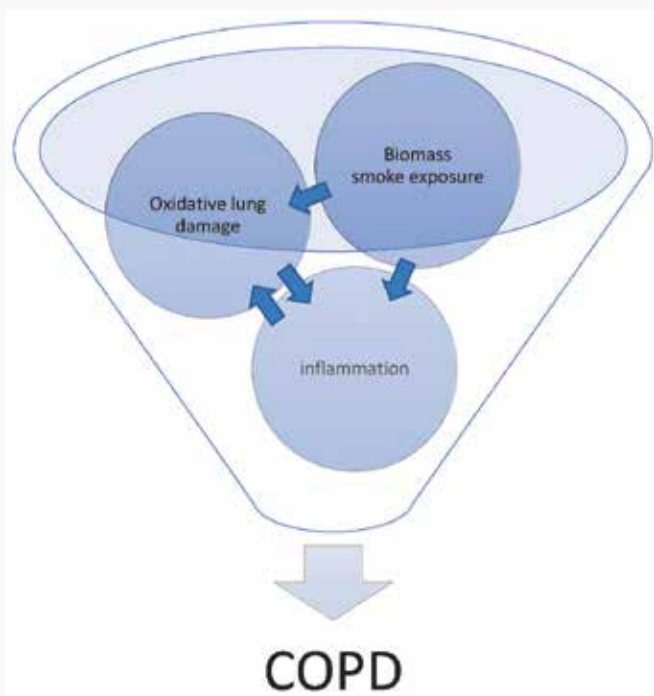 Biomass
smoke exposure
Oxidative lung
damage
inflammation
COPD